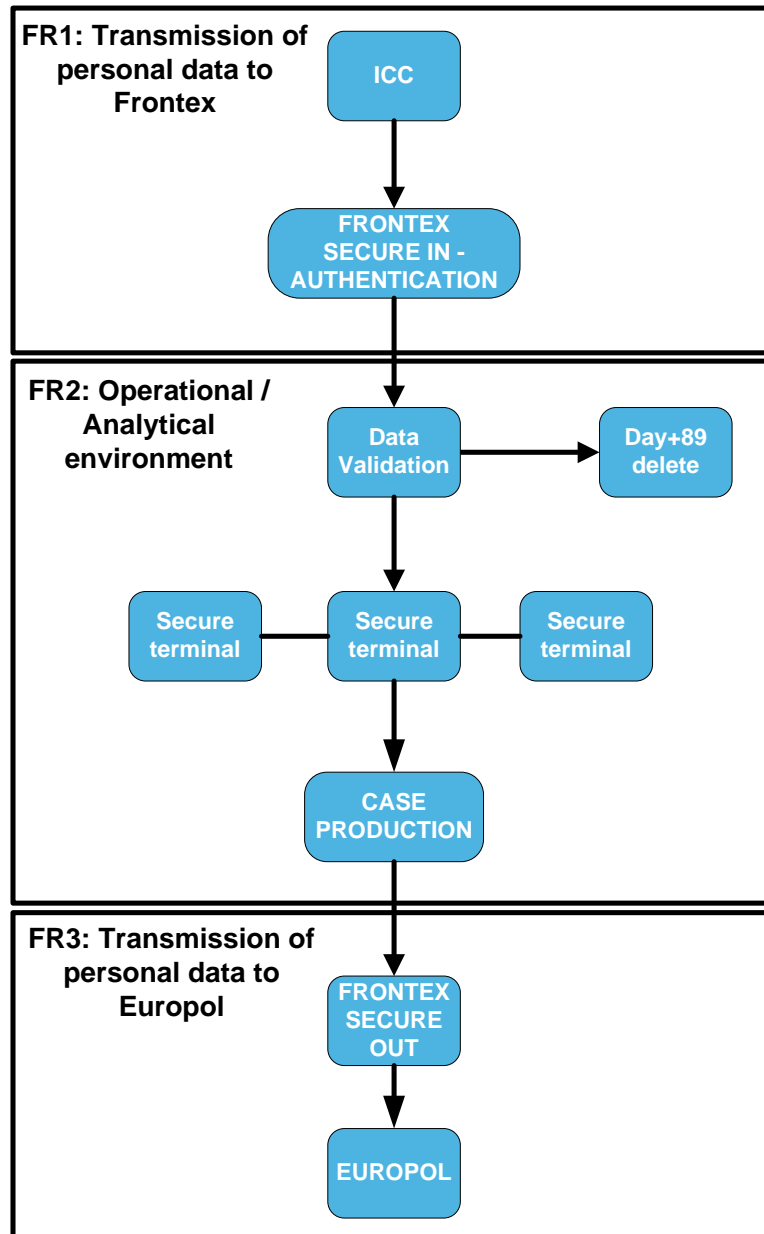 FR1: Transmission of
personal data to
Frontex
ICC
FRONTEX
SECURE IN -
AUTHENTICATION
FR2: Operational /
Analytical
environment
Data
Validation
Day+89
delete
Secure
terminal
Secure
terminal
Secure
terminal
CASE
PRODUCTION
FR3: Transmission of
personal data to
Europol
FRONTEX
SECURE
OUT
EUROPOL